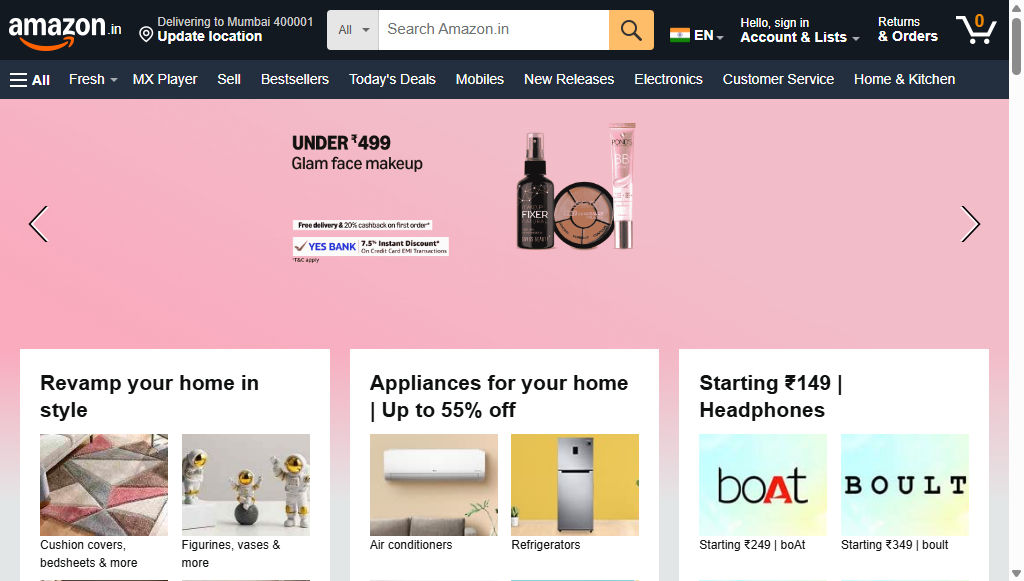 amazon.in
Delivering to Mumbai 400001
Update location
All
Search Amazon.in
EN
Hello, sign in
Account & Lists
Returns
& Orders
0
All
Fresh
MX Player
Sell
Bestsellers
Today's Deals
Mobiles
New Releases
Electronics
Customer Service
Home & Kitchen
UNDER ₹499
Glam face makeup
Free delivery & 20% cashback on first order*
YES BANK
7.5% Instant Discount*
On Credit Card EMI Transactions
*T&C apply
MAKEUP
FIXER
SWISS BEAUTY
POND'S
BB
Revamp your home in
style
Appliances for your home
| Up to 55% off
Starting ₹149 |
Headphones
boAt
BOULT
Cushion covers,
bedsheets & more
Figurines, vases &
more
Air conditioners
Refrigerators
Starting ₹249 | boAt
Starting ₹349 | boult